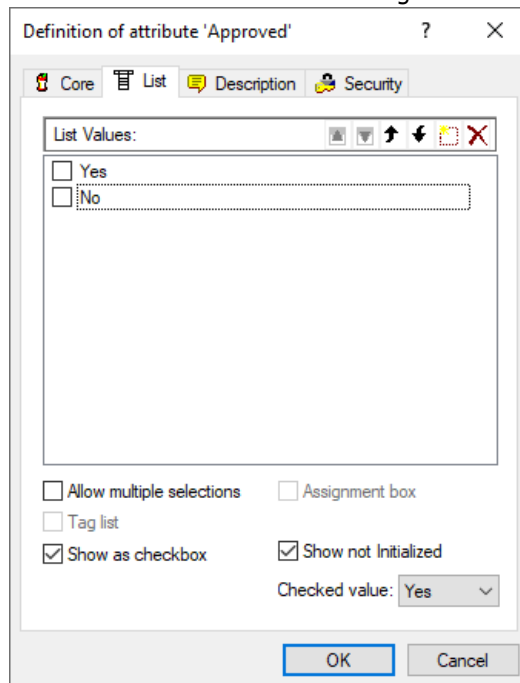 Definition of attribute 'Approved' ?
Core List Description Security
List Values:
Yes
No
Allow multiple selections Assignment box
Tag list
Show as checkbox Show not Initialized
Checked value: Yes
OK Cancel